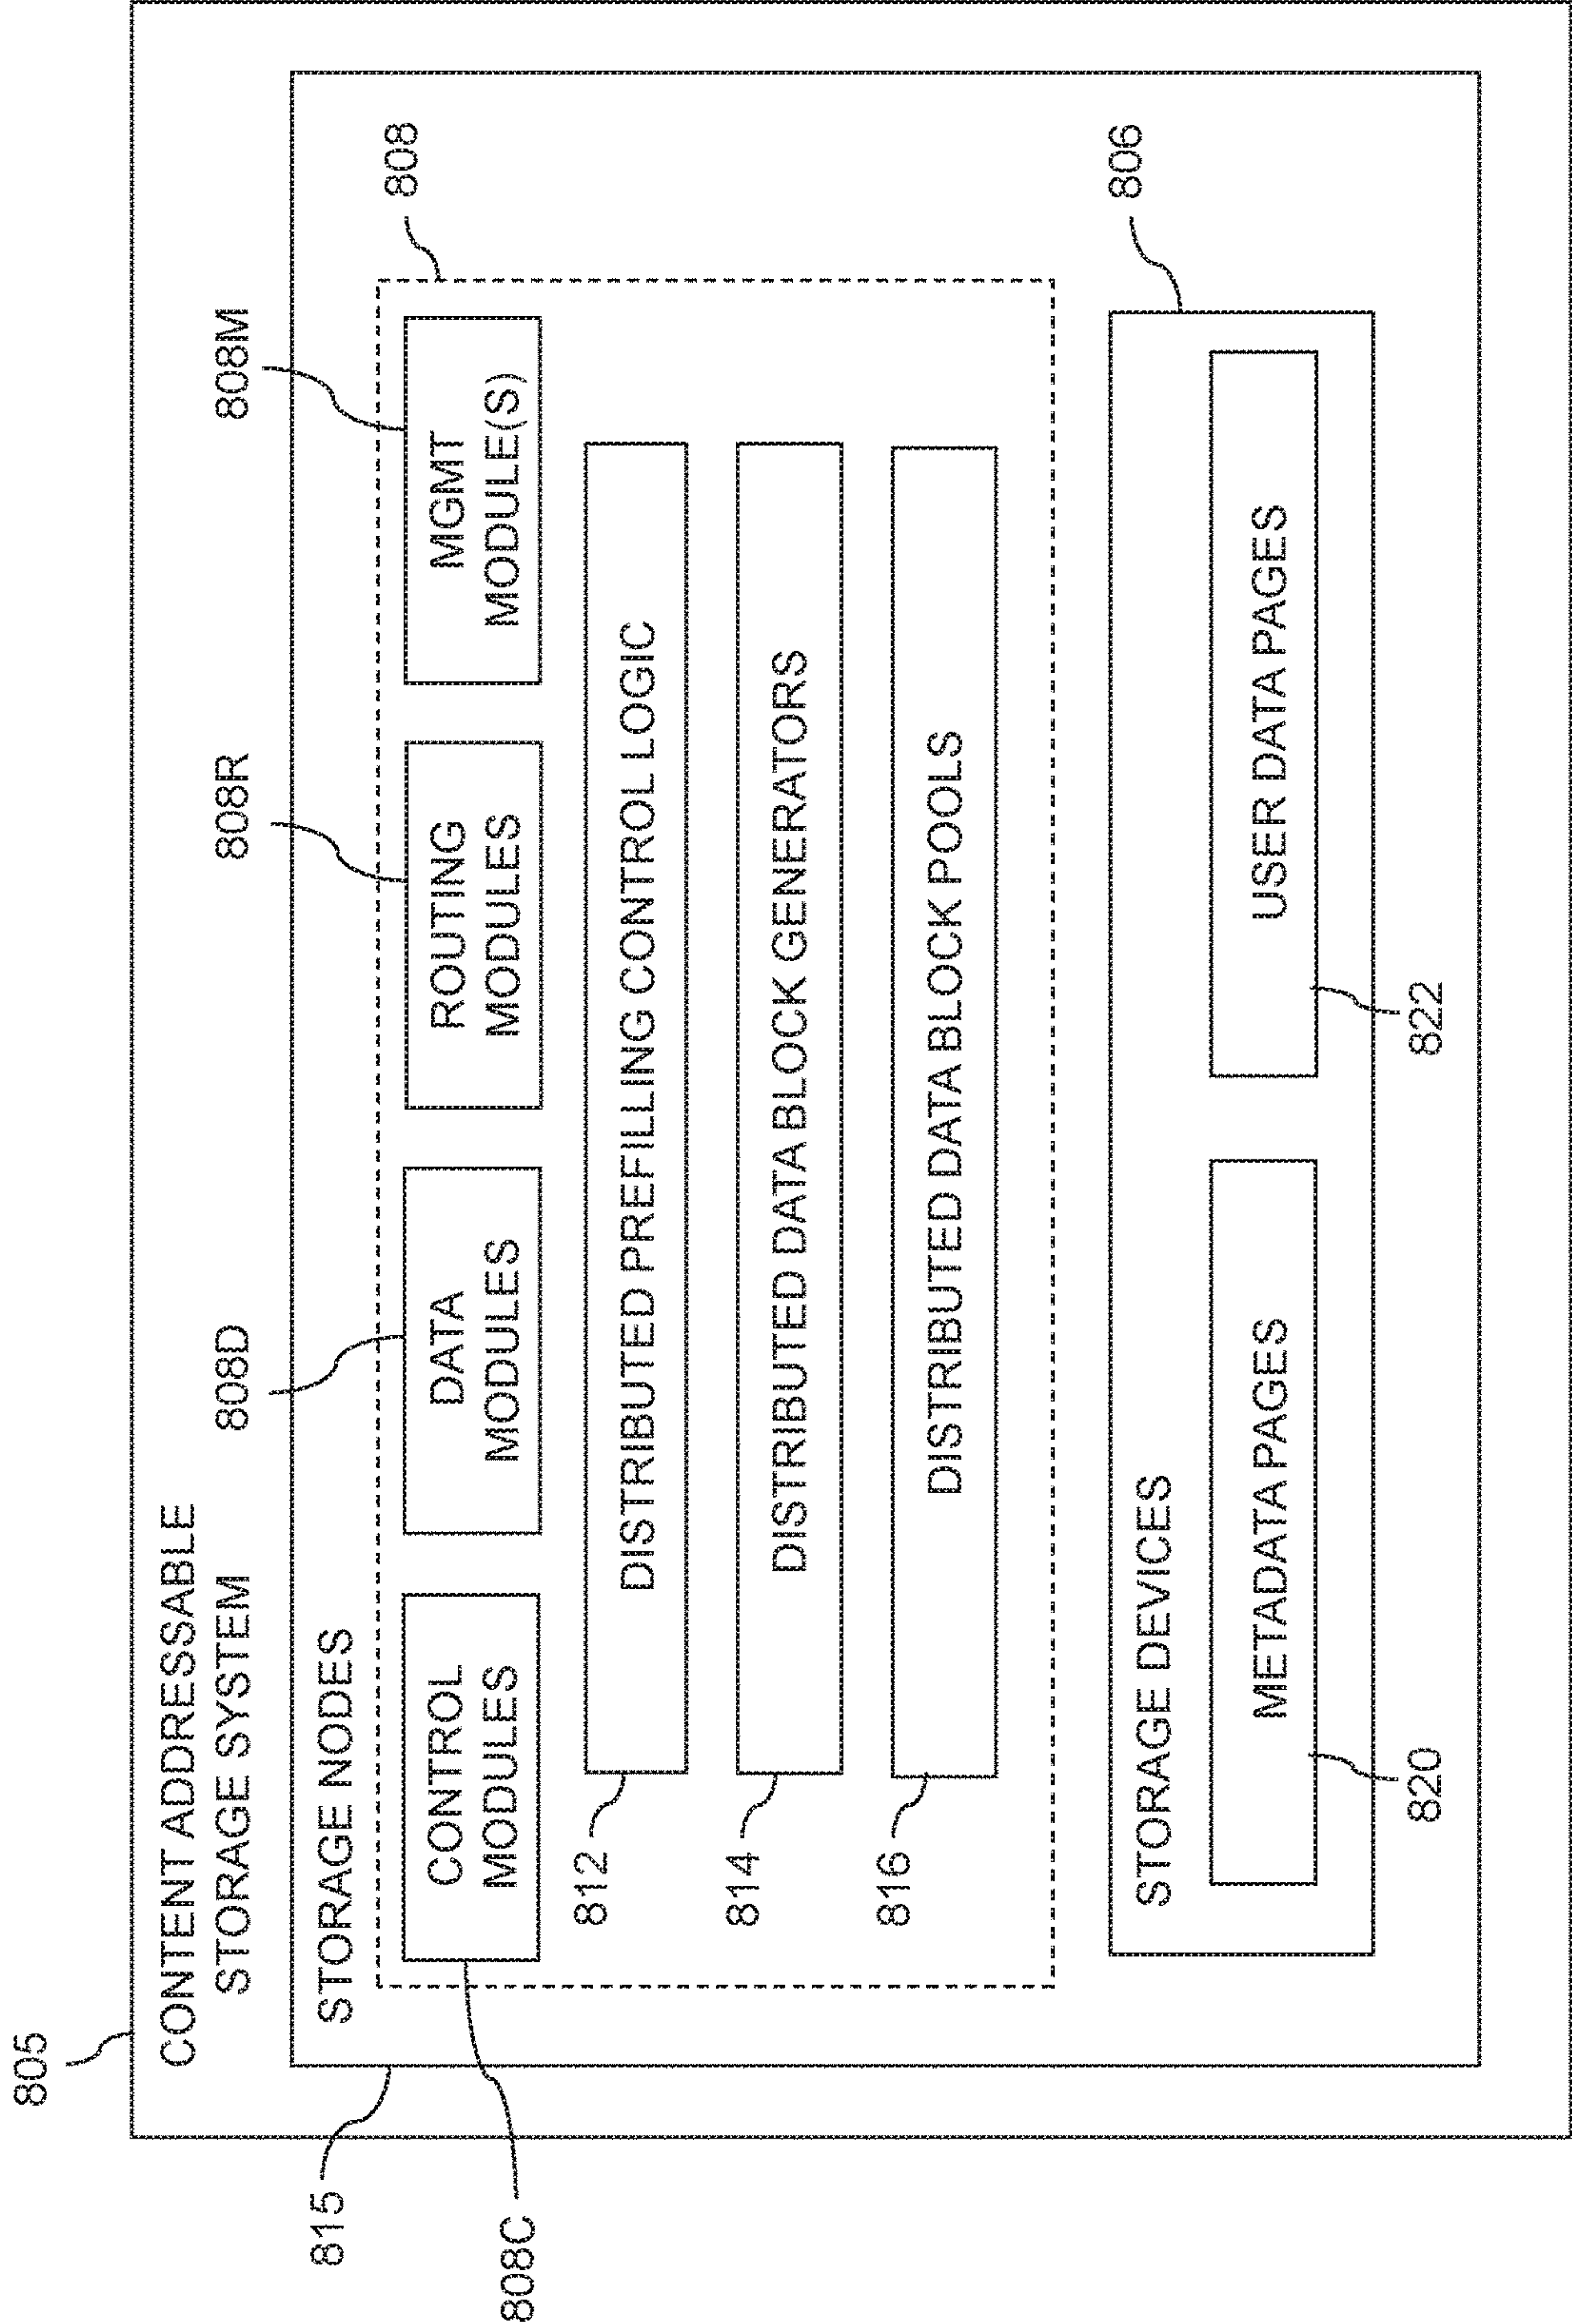 805
CONTENT ADDRESSABLE
STORAGE SYSTEM
808D
808R
808M
815
STORAGE NODES
808
808C
CONTROL
MODULES
DATA
MODULES
ROUTING
MODULES
MGMT
MODULE(S)
812
DISTRIBUTED PREFILLING CONTROL LOGIC
814
DISTRIBUTED DATA BLOCK GENERATORS
816
DISTRIBUTED DATA BLOCK POOLS
806
STORAGE DEVICES
METADATA PAGES
USER DATA PAGES
820
822